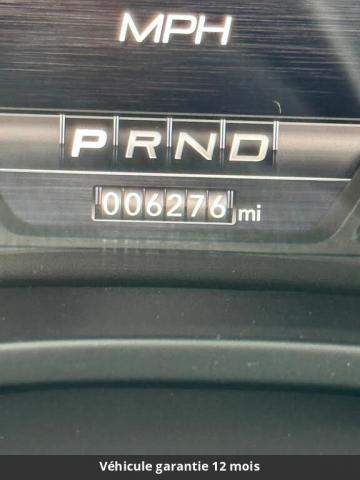 MPH
PRND
006276 mi
Véhicule garantie 12 mois